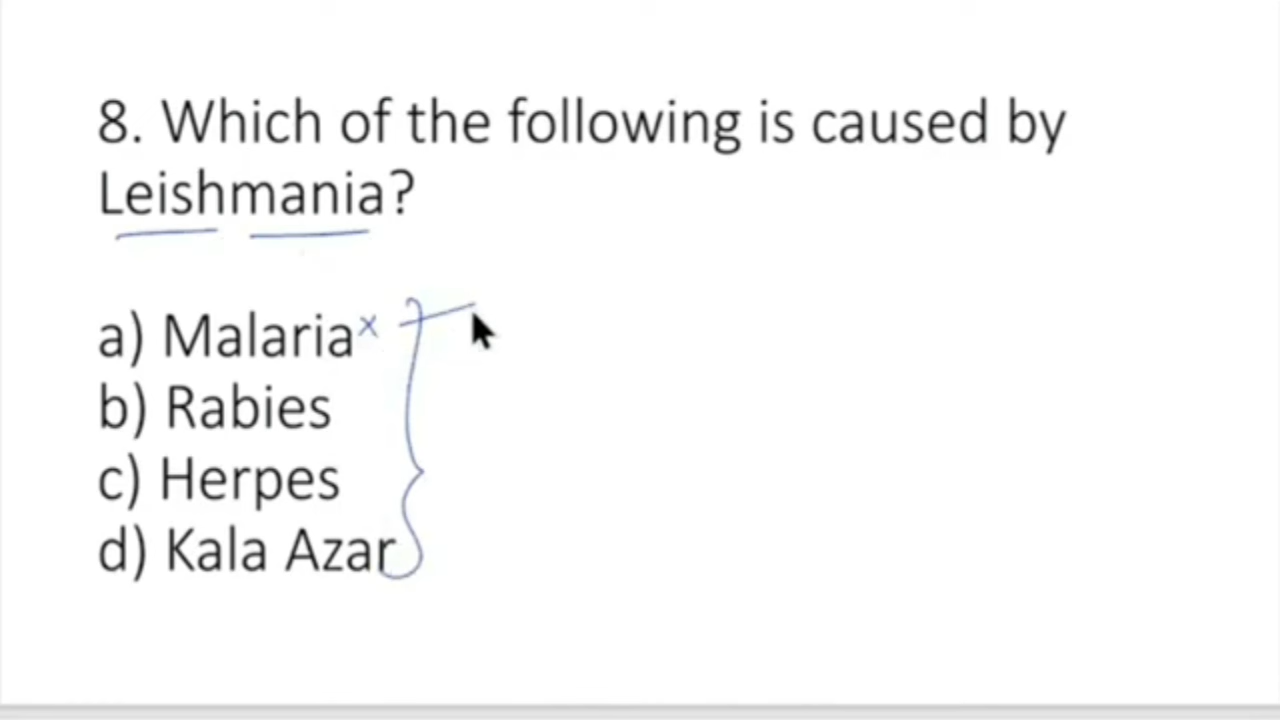 8. Which of the following is caused by
Leishmania?
a) Malaria x
b) Rabies
c) Herpes
d) Kala Azar